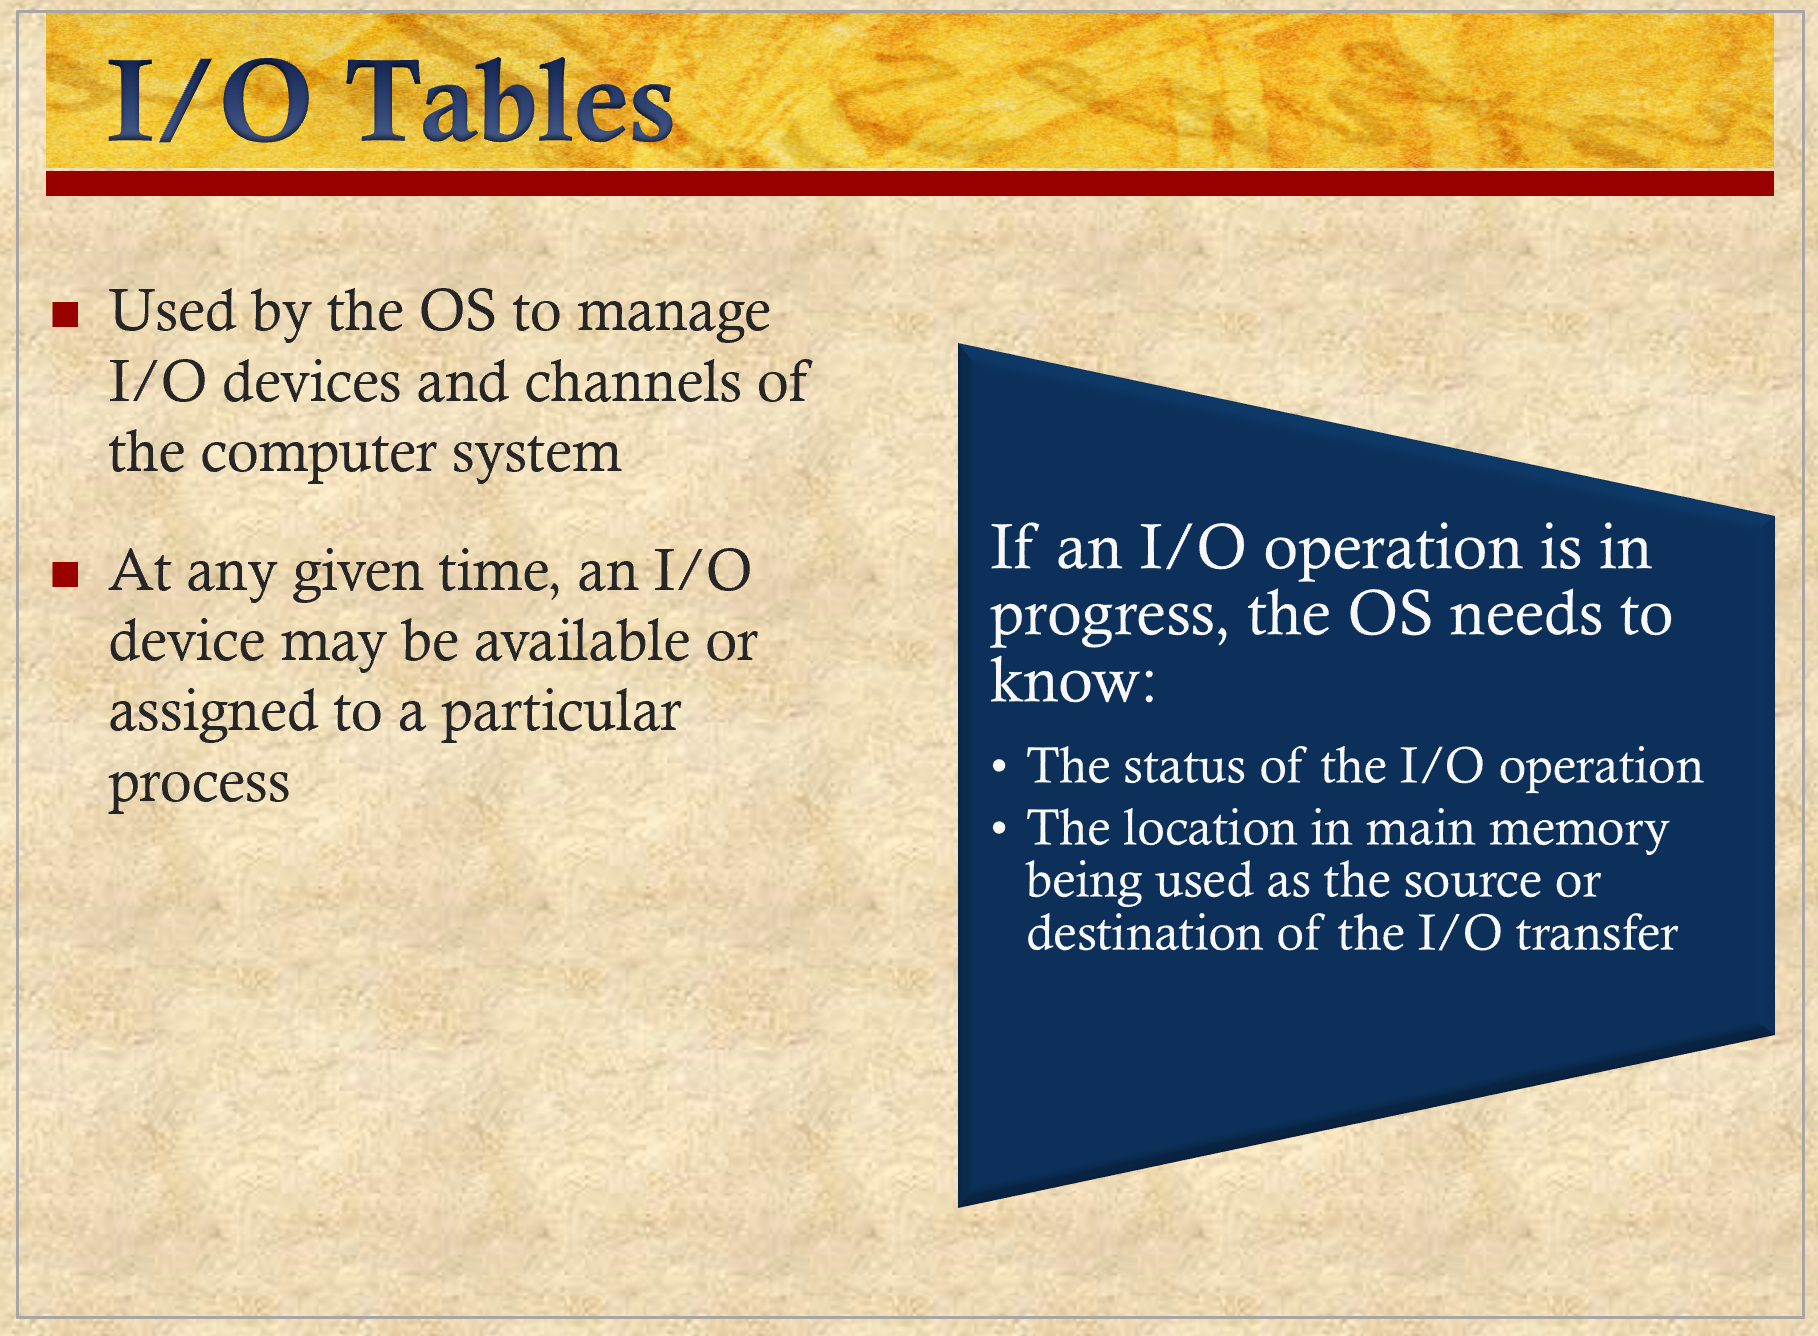 I/O Tables
Used by the OS to manage
I/O devices and channels of
the computer system
At any given time, an I/O
device may be available or
assigned to a particular
process
If an I/O operation is in
progress, the OS needs to
know:
• The status of the I/O operation
• The location in main memory
being used as the source or
destination of the I/O transfer